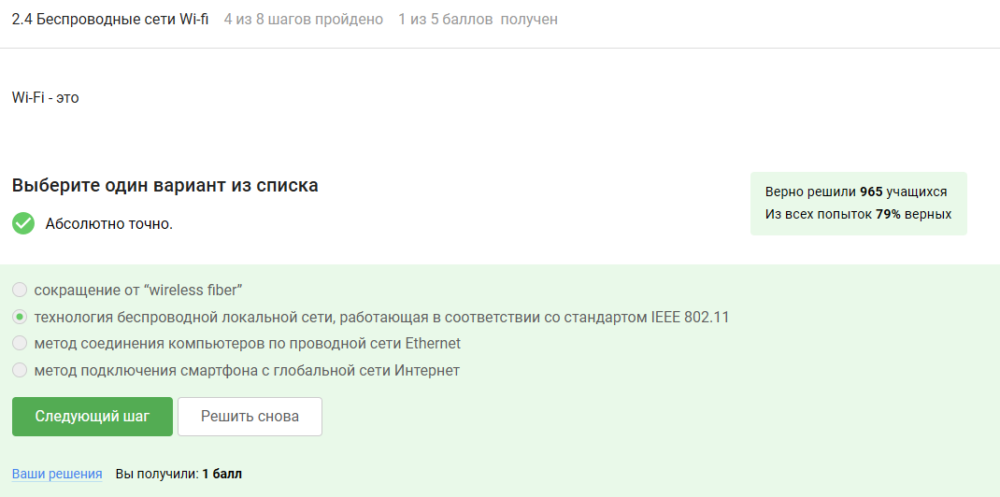 2.4 Беспроводные сети Wi-fi 4 из 8 шагов пройдено 1 из 5 баллов получен
Wi-Fi - это
Выберите один вариант из списка
Абсолютно точно.
Верно решили 965 учащихся
Из всех попыток 79% верных
сокращение от “wireless fiber”
технология беспроводной локальной сети, работающая в соответствии со стандартом IEEE 802.11
метод соединения компьютеров по проводной сети Ethernet
метод подключения смартфона с глобальной сети Интернет
Следующий шаг Решить снова
Ваши решения Вы получили: 1 балл